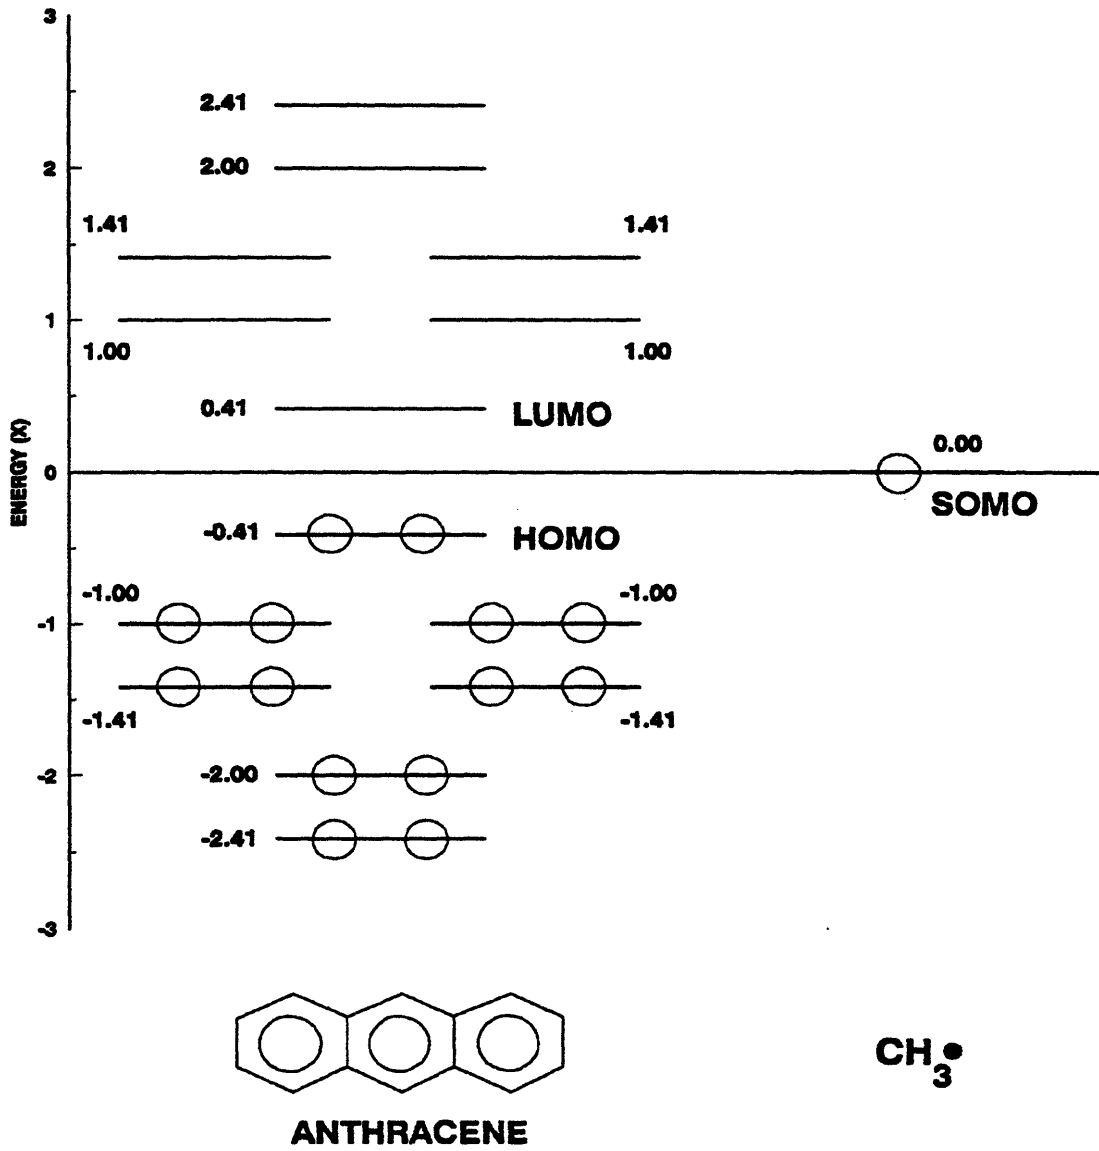 3
2.41
2.00
2
1.41 1.41
1
1.00 1.00
0.41 LUMO
ENERGY (X)
0.00
0
SOMO
-0.41 HOMO
-1.00 -1.00
-1
-1.41 -1.41
-2 -2.00
-2.41
-3
CH3•
ANTHRACENE